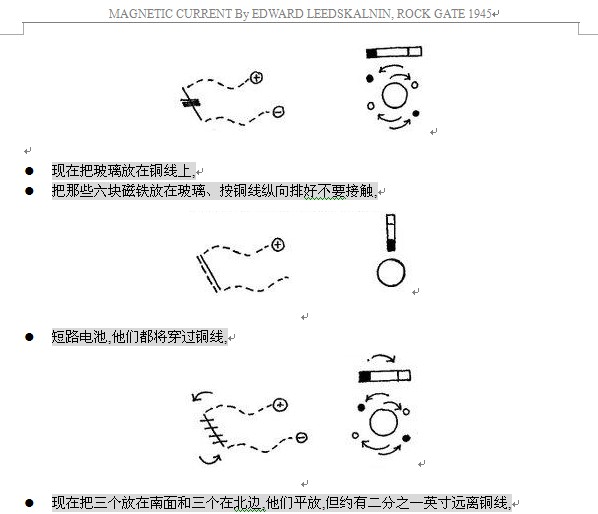 MAGNETIC CURRENT By EDWARD LEEDSKALNIN, ROCK GATE 1945
现在把玻璃放在铜线上,
把那些六块磁铁放在玻璃、按铜线纵向排好不要接触,
短路电池,他们都将穿过铜线,
现在把三个放在南面和三个在北边,他们平放,但约有二分之一英寸远离铜线,